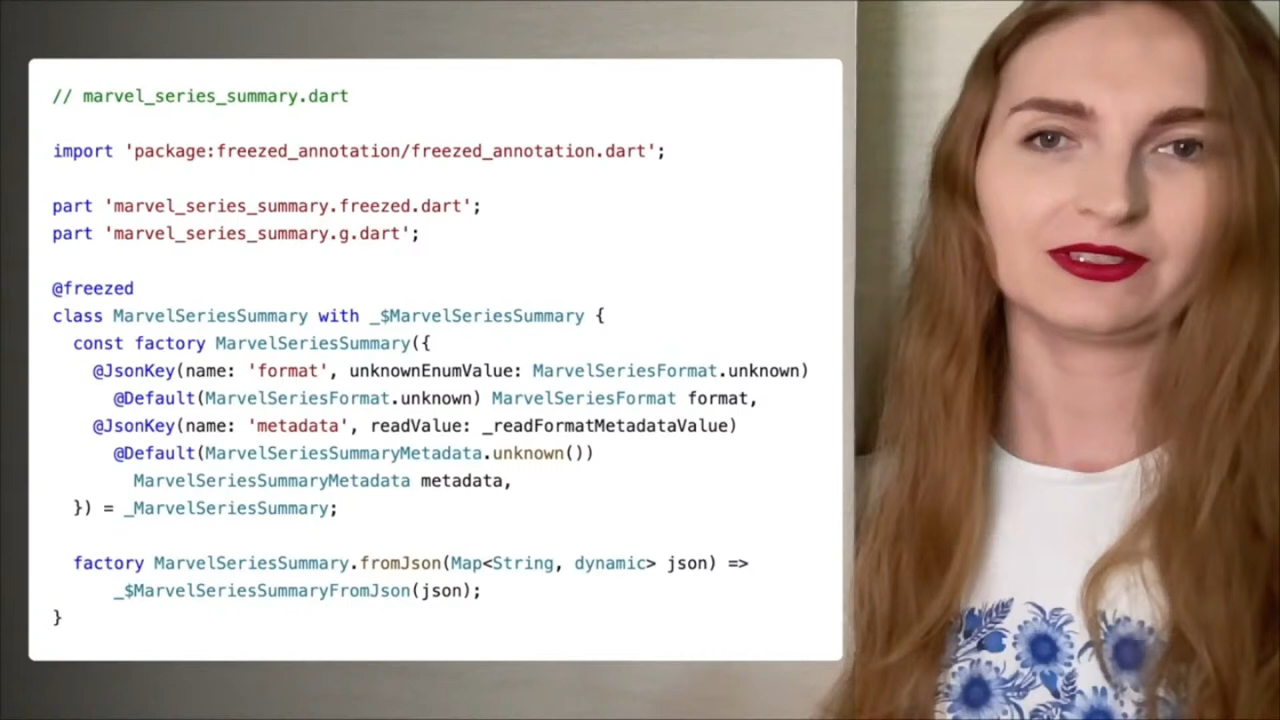 // marvel_series_summary.dart
import 'package:freezed_annotation/freezed_annotation.dart';
part 'marvel_series_summary.freezed.dart';
part 'marvel_series_summary.g.dart';
@freezed
class MarvelSeriesSummary with _$MarvelSeriesSummary {
const factory MarvelSeriesSummary({
@JsonKey(name: 'format', unknownEnumValue: MarvelSeriesFormat.unknown)
@Default(MarvelSeriesFormat.unknown) MarvelSeriesFormat format,
@JsonKey(name: 'metadata', readValue: _readFormatMetadataValue)
@Default(MarvelSeriesSummaryMetadata.unknown())
MarvelSeriesSummaryMetadata metadata,
}) = _MarvelSeriesSummary;
factory MarvelSeriesSummary.fromJson(Map<String, dynamic> json) =>
_$MarvelSeriesSummaryFromJson(json);
}